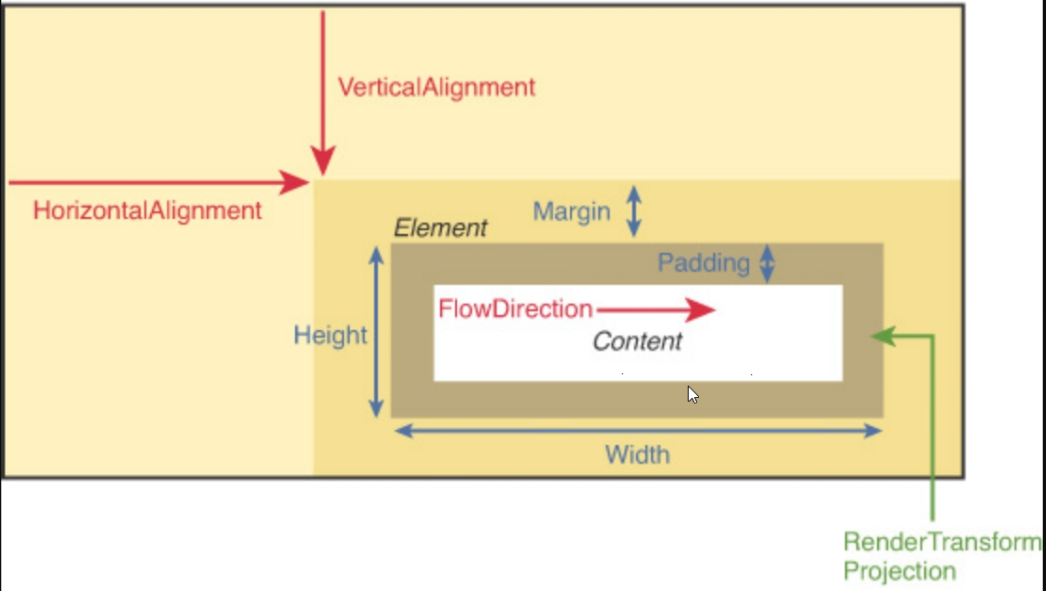 VerticalAlignment
HorizontalAlignment
Margin
Element
Padding
FlowDirection
Height
Content
Width
RenderTransform
Projection